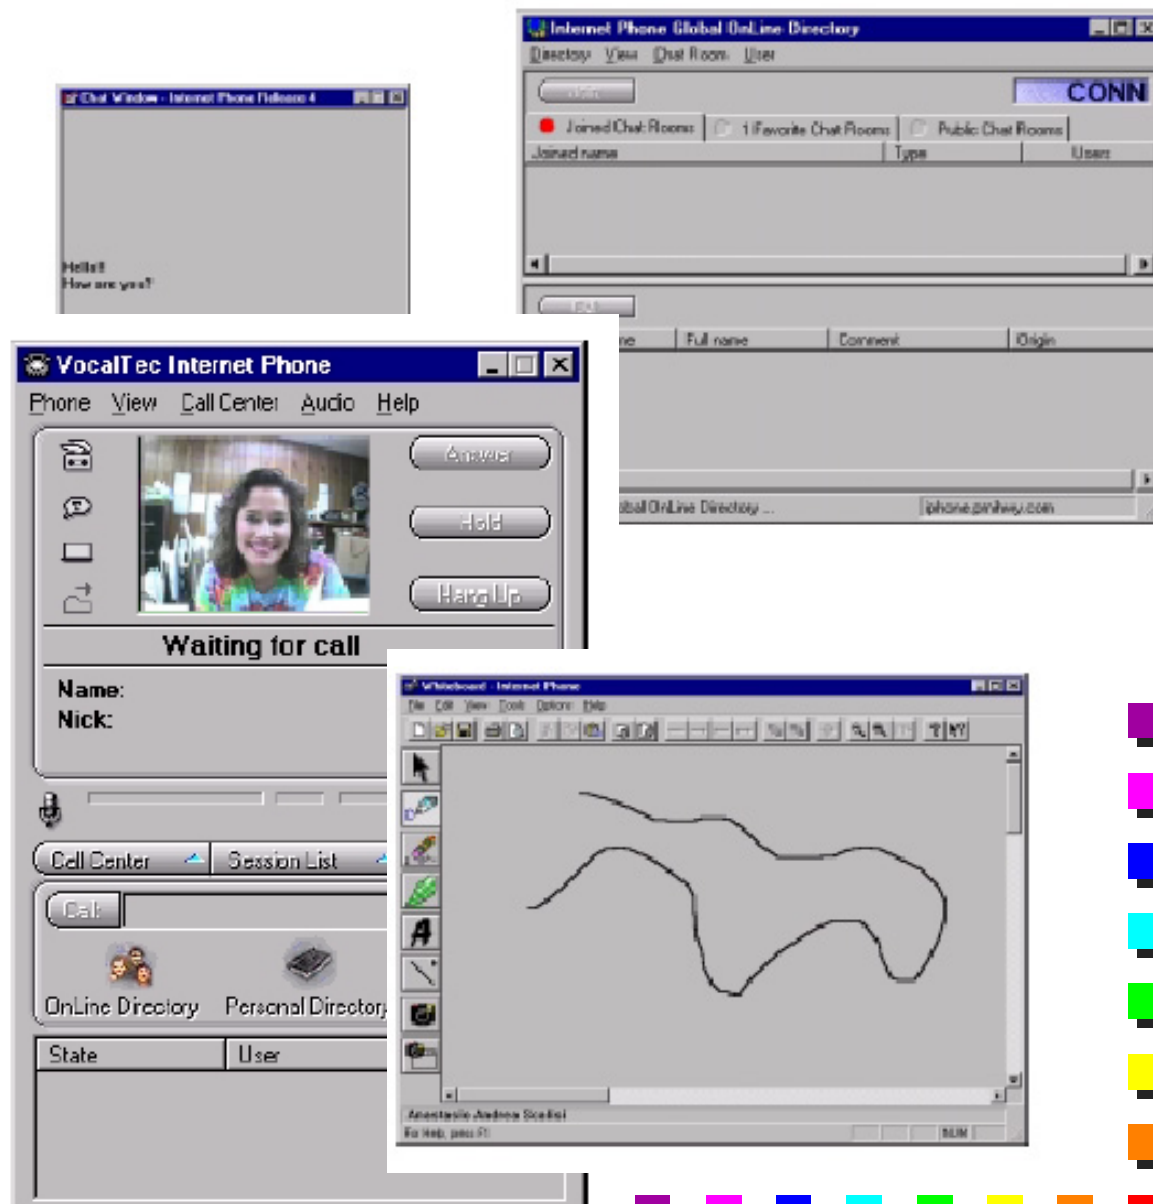 Internet Phone Global OnLine Directory
Directory View Chat Room User
CONN
Joined Chat Rooms 1 Favorite Chat Rooms Public Chat Rooms
Joined name Type Users
Full name Comment Origin
OnLine Directory ...
Chat Window - Internet Phone Release 4
Hello!!
How are you?
VocalTec Internet Phone
Phone View Call Center Audio Help
Answer
Hold
Hang Up
Waiting for call
Name:
Nick:
Call Center Session List
Call
OnLine Directory Personal Directory
State User
Whiteboard - Internet Phone
File Edit View Tools Options Help
A
Andrea
For Help, press F1
NUM